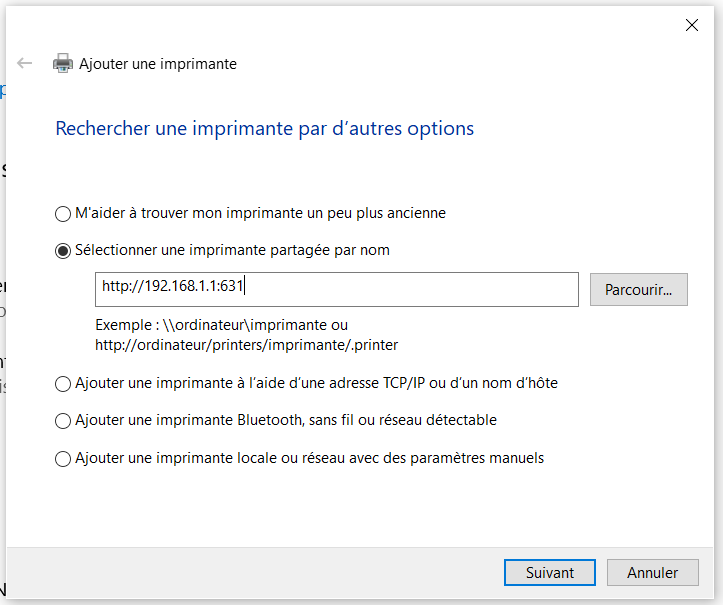 Ajouter une imprimante
Rechercher une imprimante par d'autres options
M'aider à trouver mon imprimante un peu plus ancienne
Sélectionner une imprimante partagée par nom
http://192.168.1.1:631
Parcourir...
Exemple : \\ordinateur\imprimante ou
http://ordinateur/printers/imprimante/.printer
Ajouter une imprimante à l'aide d'une adresse TCP/IP ou d'un nom d'hôte
Ajouter une imprimante Bluetooth, sans fil ou réseau détectable
Ajouter une imprimante locale ou réseau avec des paramètres manuels
Suivant
Annuler